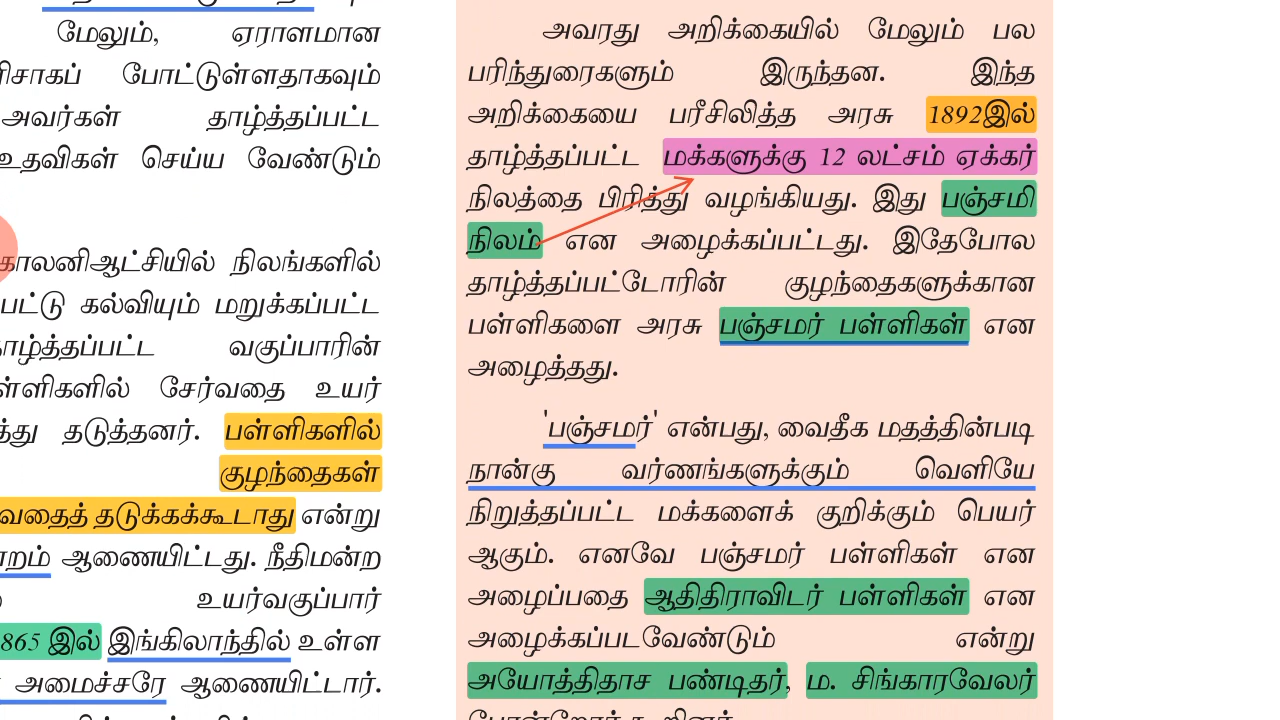 மேலும், ஏராளமான
போட்டுள்ளதாகவும்
அவர்கள் தாழ்த்தப்பட்ட
உதவிகள் செய்ய வேண்டும்
காலனிஆட்சியில் நிலங்களில்
கல்வியும் மறுக்கப்பட்ட
வகுப்பாரின்
சேர்வதை உயர்
தடுத்தனர். பள்ளிகளில்
குழந்தைகள்
தடுக்கக்கூடாது என்று
ஆணையிட்டது. நீதிமன்ற
உயர்வகுப்பார்
865 இல் இங்கிலாந்தில் உள்ள
அமைச்சரே ஆணையிட்டார்.
அவரது அறிக்கையில் மேலும் பல
பரிந்துரைகளும் இருந்தன. இந்த
அறிக்கையை பரீசிலித்த அரசு 1892இல்
தாழ்த்தப்பட்ட மக்களுக்கு 12 லட்சம் ஏக்கர்
நிலத்தை பிரித்து வழங்கியது. இது பஞ்சமி
நிலம் என அழைக்கப்பட்டது. இதேபோல
தாழ்த்தப்பட்டோரின் குழந்தைகளுக்கான
பள்ளிகளை அரசு பஞ்சமர் பள்ளிகள் என
அழைத்தது.
'பஞ்சமர்' என்பது, வைதீக மதத்தின்படி
நான்கு வர்ணங்களுக்கும் வெளியே
நிறுத்தப்பட்ட மக்களைக் குறிக்கும் பெயர்
ஆகும். எனவே பஞ்சமர் பள்ளிகள் என
அழைப்பதை ஆதிதிராவிடர் பள்ளிகள் என
அழைக்கப்படவேண்டும் என்று
அயோத்திதாச பண்டிதர், ம. சிங்காரவேலர்